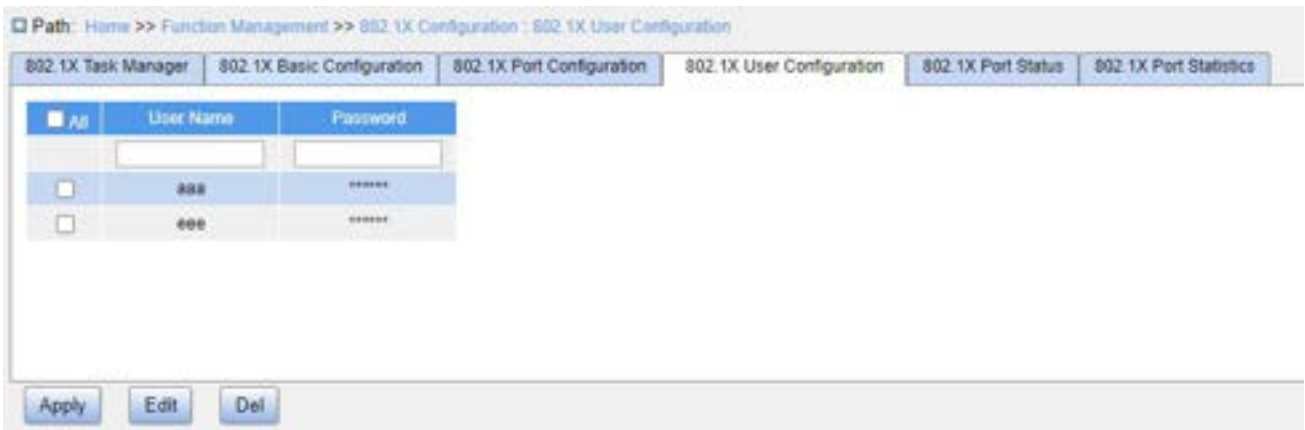 Path: Home >> Function Management >> 802.1X Configuration : 802.1X User Configuration
802.1X Task Manager 802.1X Basic Configuration 802.1X Port Configuration 802.1X User Configuration 802.1X Port Status 802.1X Port Statistics
All User Name Password
aaa ******
eee ******
Apply Edit Del